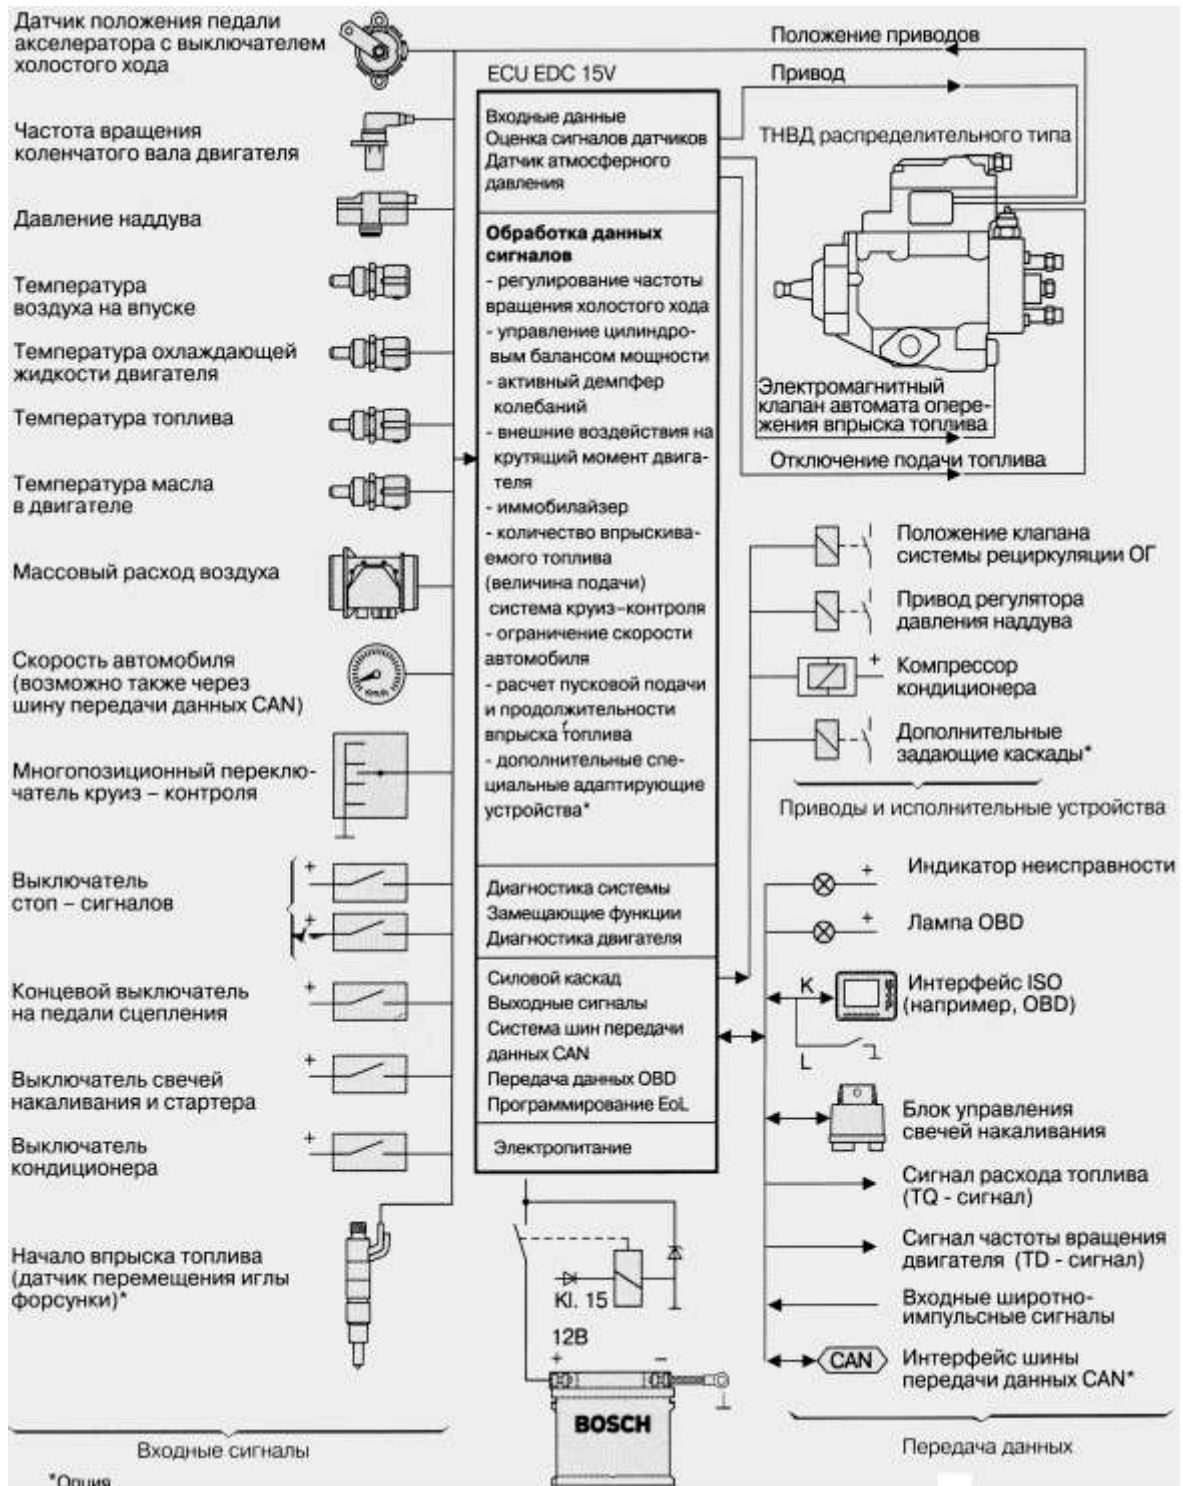 Датчик положения педали
акселератора с выключателем
холостого хода
Частота вращения
коленчатого вала двигателя
Давление наддува
Температура
воздуха на впуске
Температура охлаждающей
жидкости двигателя
Температура топлива
Температура масла
в двигателе
Массовый расход воздуха
Скорость автомобиля
(возможно также через
шину передачи данных CAN)
km/h
Многопозиционный переклю-
чатель круиз – контроля
Выключатель
стоп – сигналов
+
+
Концевой выключатель
на педали сцепления
+
Выключатель свечей
накаливания и стартера
+
Выключатель
кондиционера
+
Начало впрыска топлива
(датчик перемещения иглы
форсунки)*
Входные сигналы
*Опция
ECU EDC 15V
Входные данные
Оценка сигналов датчиков
Датчик атмосферного
давления
Обработка данных
сигналов
- регулирование частоты
вращения холостого хода
- управление цилиндро-
вым балансом мощности
- активный демпфер
колебаний
- внешние воздействия на
крутящий момент двига-
теля
- иммобилайзер
- количество впрыскива-
емого топлива
(величина подачи)
система круиз–контроля
- ограничение скорости
автомобиля
- расчет пусковой подачи
и продолжительности
впрыска топлива
- дополнительные спе-
циальные адаптирующие
устройства*
Диагностика системы
Замещающие функции
Диагностика двигателя
Силовой каскад
Выходные сигналы
Система шин передачи
данных CAN
Передача данных OBD
Программирование EoL
Электропитание
Kl. 15
12В
+ –
BOSCH
Положение приводов
Привод
ТНВД распределительного типа
Электромагнитный
клапан автомата опере-
жения впрыска топлива
Отключение подачи топлива
Положение клапана
системы рециркуляции ОГ
Привод регулятора
давления наддува
+
Компрессор
кондиционера
Дополнительные
задающие каскады*
Приводы и исполнительные устройства
+
Индикатор неисправности
+
Лампа OBD
K
Интерфейс ISO
(например, OBD)
L
Блок управления
свечей накаливания
Сигнал расхода топлива
(TQ - сигнал)
Сигнал частоты вращения
двигателя (TD - сигнал)
Входные широтно-
импульсные сигналы
CAN
Интерфейс шины
передачи данных CAN*
Передача данных